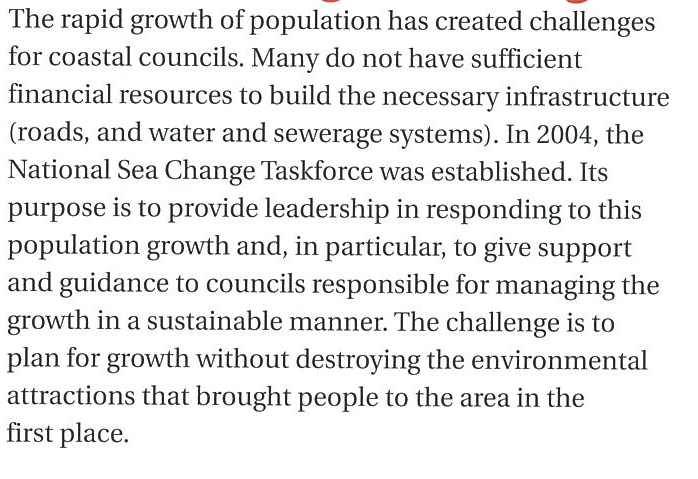 The rapid growth of population has created challenges
for coastal councils. Many do not have sufficient
financial resources to build the necessary infrastructure
(roads, and water and sewerage systems). In 2004, the
National Sea Change Taskforce was established. Its
purpose is to provide leadership in responding to this
population growth and, in particular, to give support
and guidance to councils responsible for managing the
growth in a sustainable manner. The challenge is to
plan for growth without destroying the environmental
attractions that brought people to the area in the
first place.